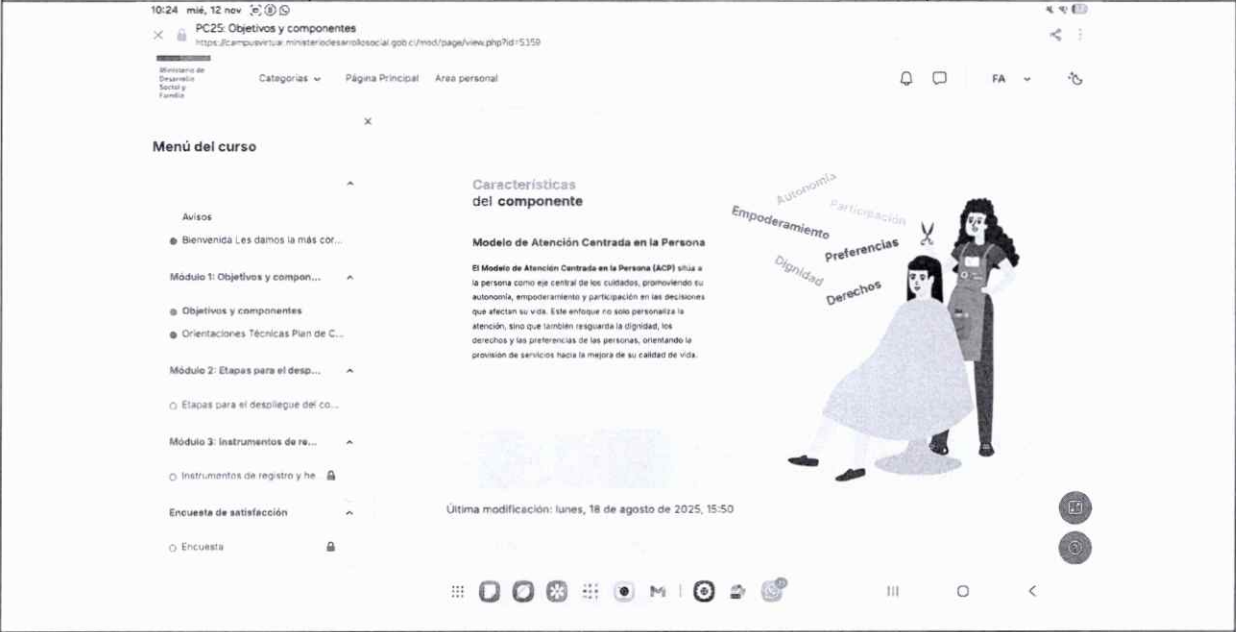 10:24 mié, 12 nov
PC25: Objetivos y componentes
https://campusvirtual.ministeriodesarrollosocial.gob.cl/mod/page/view.php?id=5359
Ministerio de
Desarrollo
Social y
Familia
Categorías
Página Principal
Area personal
FA
Menú del curso
Avisos
Bienvenida Les damos la más cor...
Módulo 1: Objetivos y compon...
Objetivos y componentes
Orientaciones Técnicas Plan de C...
Módulo 2: Etapas para el desp...
Etapas para el despliegue del co...
Módulo 3: Instrumentos de re...
Instrumentos de registro y he
Encuesta de satisfacción
Encuesta
Características
del componente
Modelo de Atención Centrada en la Persona
El Modelo de Atención Centrada en la Persona (ACP) sitúa a
la persona como eje central de los cuidados, promoviendo su
autonomía, empoderamiento y participación en las decisiones
que afectan su vida. Este enfoque no solo personaliza la
atención, sino que también resguarda la dignidad, los
derechos y las preferencias de las personas, orientando la
provisión de servicios hacia la mejora de su calidad de vida.
Autonomía
Participación
Empoderamiento
Preferencias
Dignidad
Derechos
Última modificación: lunes, 18 de agosto de 2025, 15:50